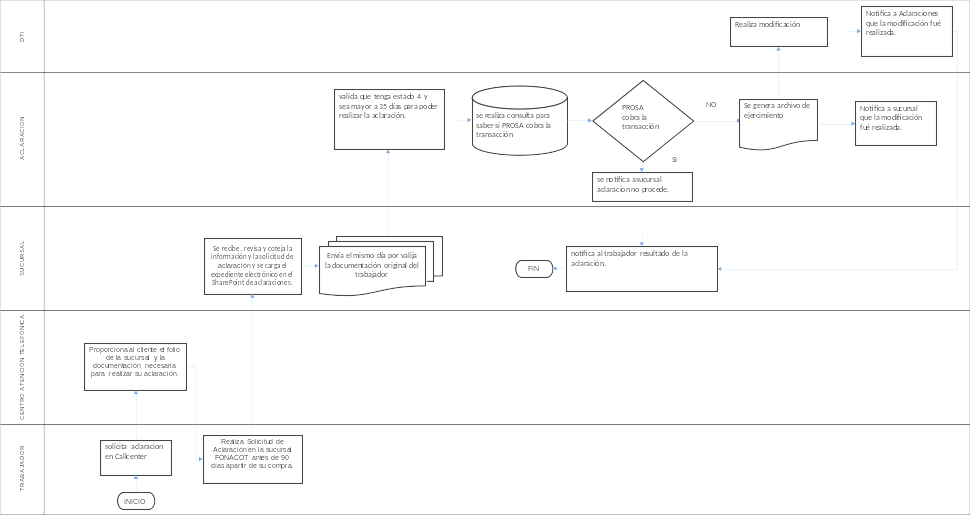 DTI
Realiza modificación
Notifica a Adaraciones
que la modificación fué
realizada.
ACLARACION
valida que tenga estado 4 y
sea mayor a 35 días para poder
realizar la aclaración.
se realiza consulta para
saber si PROSA cobra la
transacción
PROSA
cobra la
transacción
NO
SI
Se genera archivo de
ejercimiento
Notifica a sucursal
que la modificación
fué realizada.
se notifica asucursal
aclaracion no procede.
SUCURSAL
Se recibe, revisa y coteja la
información y la solicitud de
aclaración y se carga el
expediente electrónico en el
SharePoint de aclaraciones.
Envía el mismo día por valija
la documentación original del
trabajador
FIN
notifica al trabajador resultado de la
aclaración.
CENTRO ATENCION TELEFONICA
Proporciona al cliente el folio
de la sucursal y la
documentación necesaria
para realizar su aclaración.
TRABAJADOR
solicita aclaracion
en Callcenter
Realiza Solicitud de
Aclaración en la sucursal
FONACOT antes de 90
días apartir de su compra.
INICIO